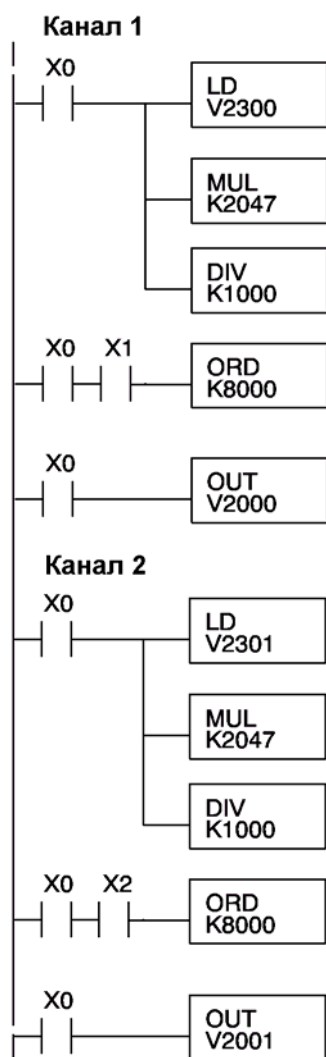 Канал 1
X0
LD
V2300
MUL
K2047
DIV
K1000
X0 X1
ORD
K8000
X0
OUT
V2000
Канал 2
X0
LD
V2301
MUL
K2047
DIV
K1000
X0 X2
ORD
K8000
X0
OUT
V2001